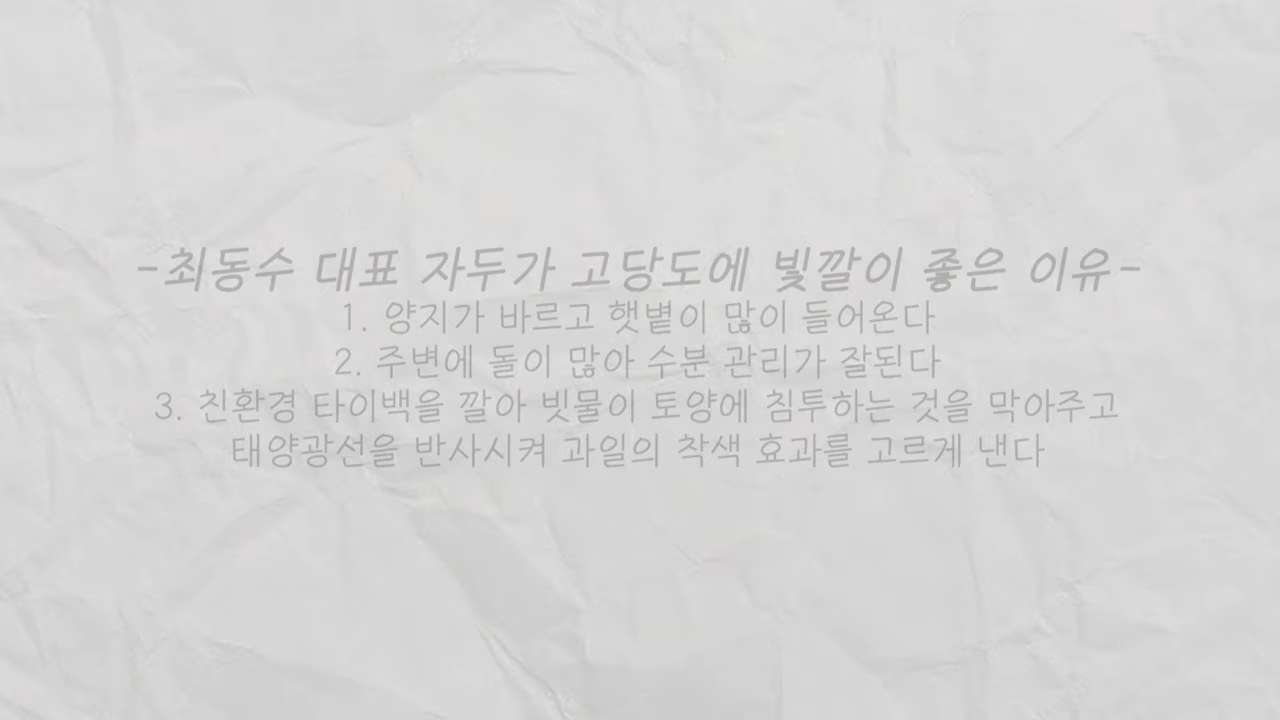 -최동수 대표 자두가 고당도에 빛깔이 좋은 이유-
1. 양지가 바르고 햇볕이 많이 들어온다
2. 주변에 돌이 많아 수분 관리가 잘된다
3. 친환경 타이백을 깔아 빗물이 토양에 침투하는 것을 막아주고
태양광선을 반사시켜 과일의 착색 효과를 고르게 낸다